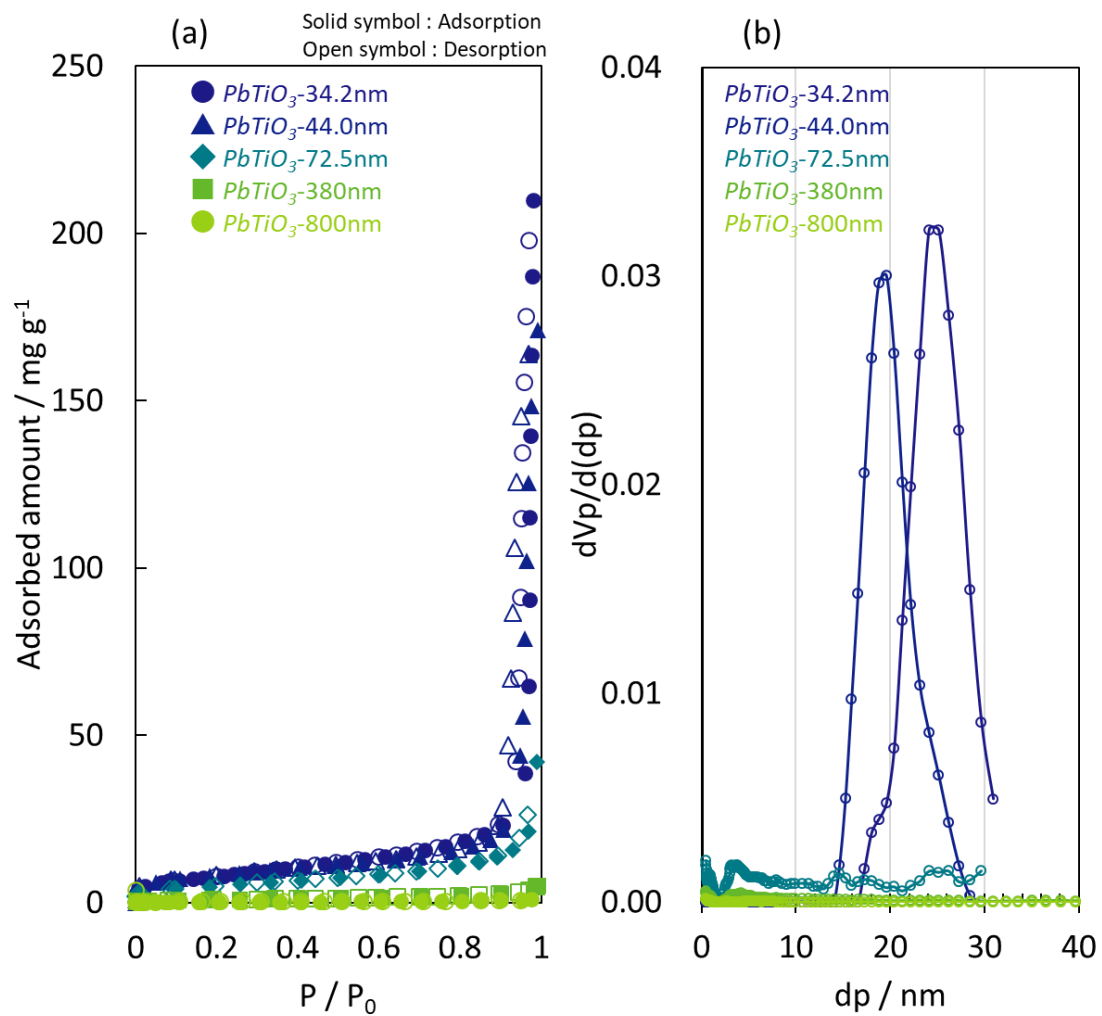 (a)
Solid symbol : Adsorption
Open symbol : Desorption
250
200
150
100
50
0
Adsorbed amount / mg g-1
PbTiO3-34.2nm
PbTiO3-44.0nm
PbTiO3-72.5nm
PbTiO3-380nm
PbTiO3-800nm
0 0.2 0.4 0.6 0.8 1
P / P0
(b)
0.04
0.03
0.02
0.01
0.00
dVp/d(dp)
PbTiO3-34.2nm
PbTiO3-44.0nm
PbTiO3-72.5nm
PbTiO3-380nm
PbTiO3-800nm
0 10 20 30 40
dp / nm